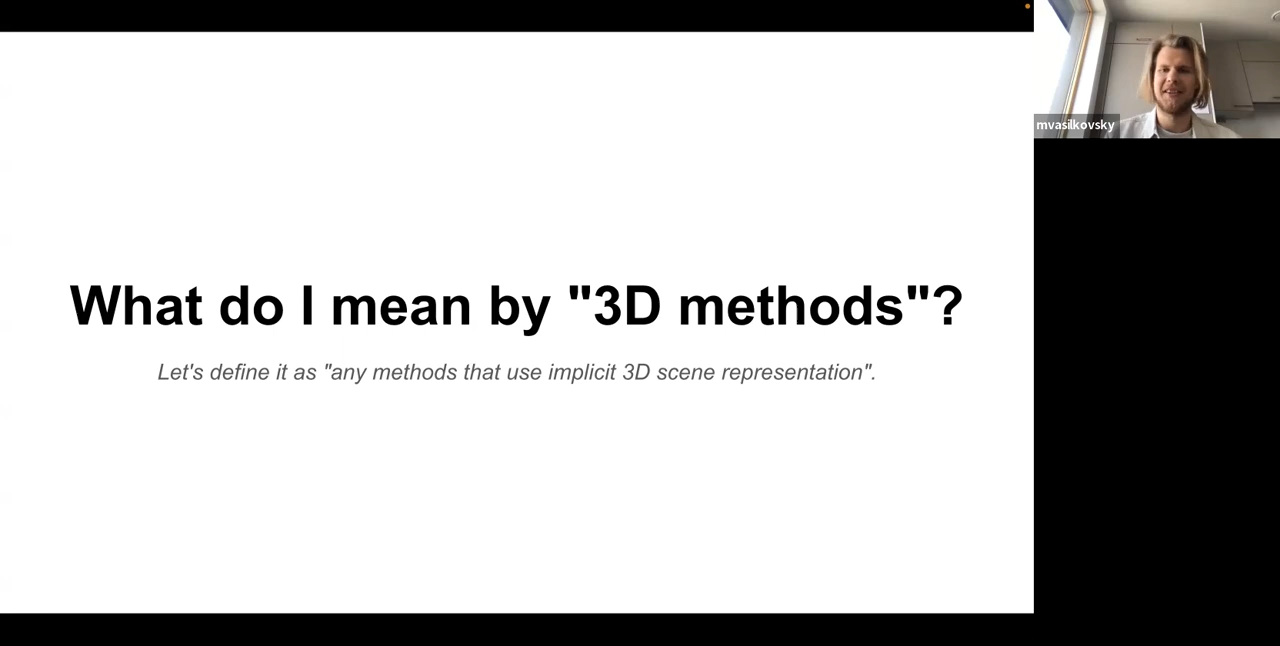 What do I mean by "3D methods"?
Let's define it as "any methods that use implicit 3D scene representation".
mvasilkovsky